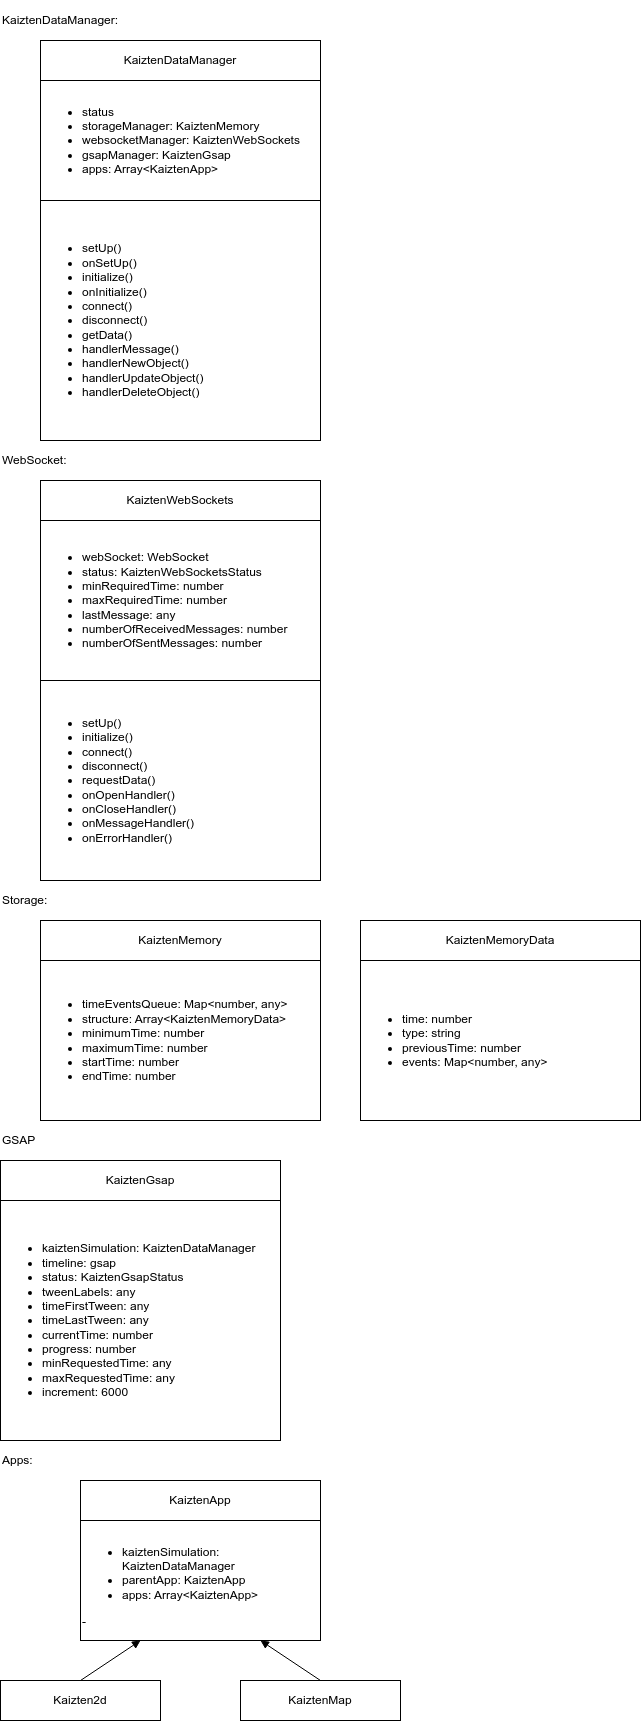 KaiztenDataManager:
KaiztenDataManager
• status
• storageManager: KaiztenMemory
• websocketManager: KaiztenWebSockets
• gsapManager: KaiztenGsap
• apps: Array<KaiztenApp>
• setUp()
• onSetUp()
• initialize()
• onInitialize()
• connect()
• disconnect()
• getData()
• handlerMessage()
• handlerNewObject()
• handlerUpdateObject()
• handlerDeleteObject()
WebSocket:
KaiztenWebSockets
• webSocket: WebSocket
• status: KaiztenWebSocketsStatus
• minRequiredTime: number
• maxRequiredTime: number
• lastMessage: any
• numberOfReceivedMessages: number
• numberOfSentMessages: number
• setUp()
• initialize()
• connect()
• disconnect()
• requestData()
• onOpenHandler()
• onCloseHandler()
• onMessageHandler()
• onErrorHandler()
Storage:
KaiztenMemory
• timeEventsQueue: Map<number, any>
• structure: Array<KaiztenMemoryData>
• minimumTime: number
• maximumTime: number
• startTime: number
• endTime: number
KaiztenMemoryData
• time: number
• type: string
• previousTime: number
• events: Map<number, any>
GSAP
KaiztenGsap
• kaiztenSimulation: KaiztenDataManager
• timeline: gsap
• status: KaiztenGsapStatus
• tweenLabels: any
• timeFirstTween: any
• timeLastTween: any
• currentTime: number
• progress: number
• minRequestedTime: any
• maxRequestedTime: any
• increment: 6000
Apps:
KaiztenApp
• kaiztenSimulation:
KaiztenDataManager
• parentApp: KaiztenApp
• apps: Array<KaiztenApp>
-
Kaizten2d
KaiztenMap